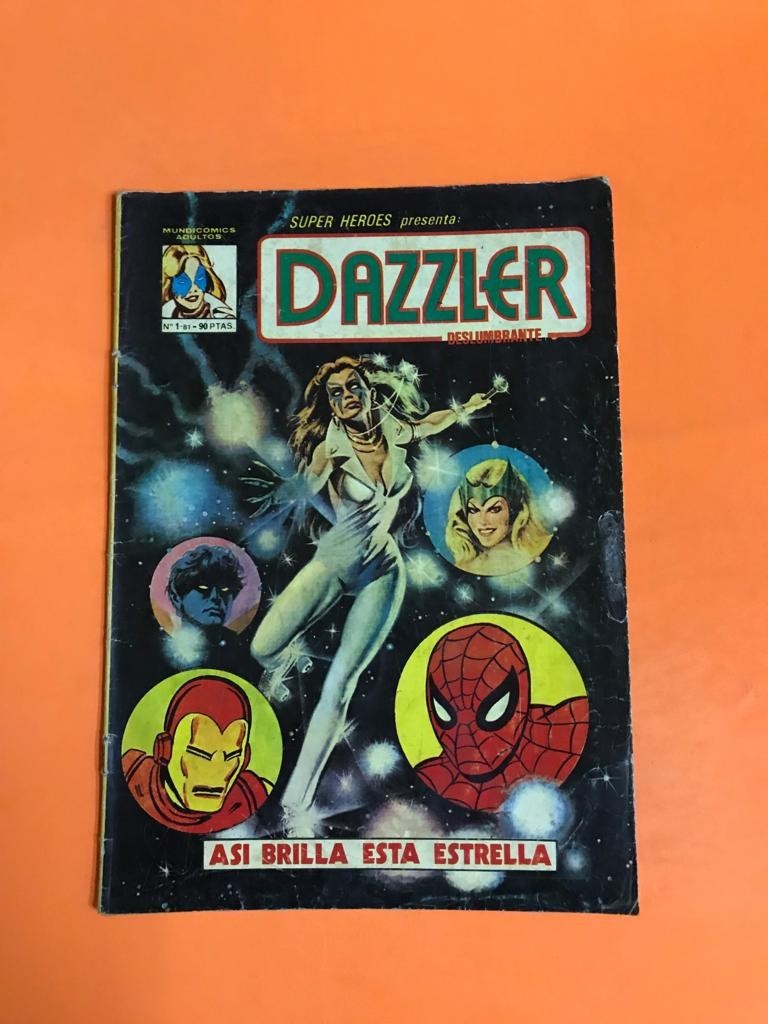 SUPER HEROES presenta:
MUNDICOMICS
ADULTOS
DAZZLER
Nº 1-81-90 PTAS.
DESLUMBRANTE
ASI BRILLA ESTA ESTRELLA